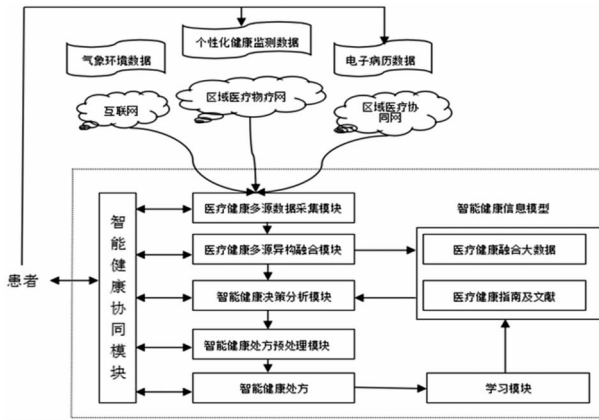 个性化健康监测数据
气象环境数据
电子病历数据
互联网
区域医疗物疗网
区域医疗协
同网
智能健康协同模块
医疗健康多源数据采集模块
智能健康信息模型
医疗健康多源异构融合模块
医疗健康融合大数据
患者
智能健康决策分析模块
医疗健康指南及文献
智能健康处方预处理模块
智能健康处方
学习模块